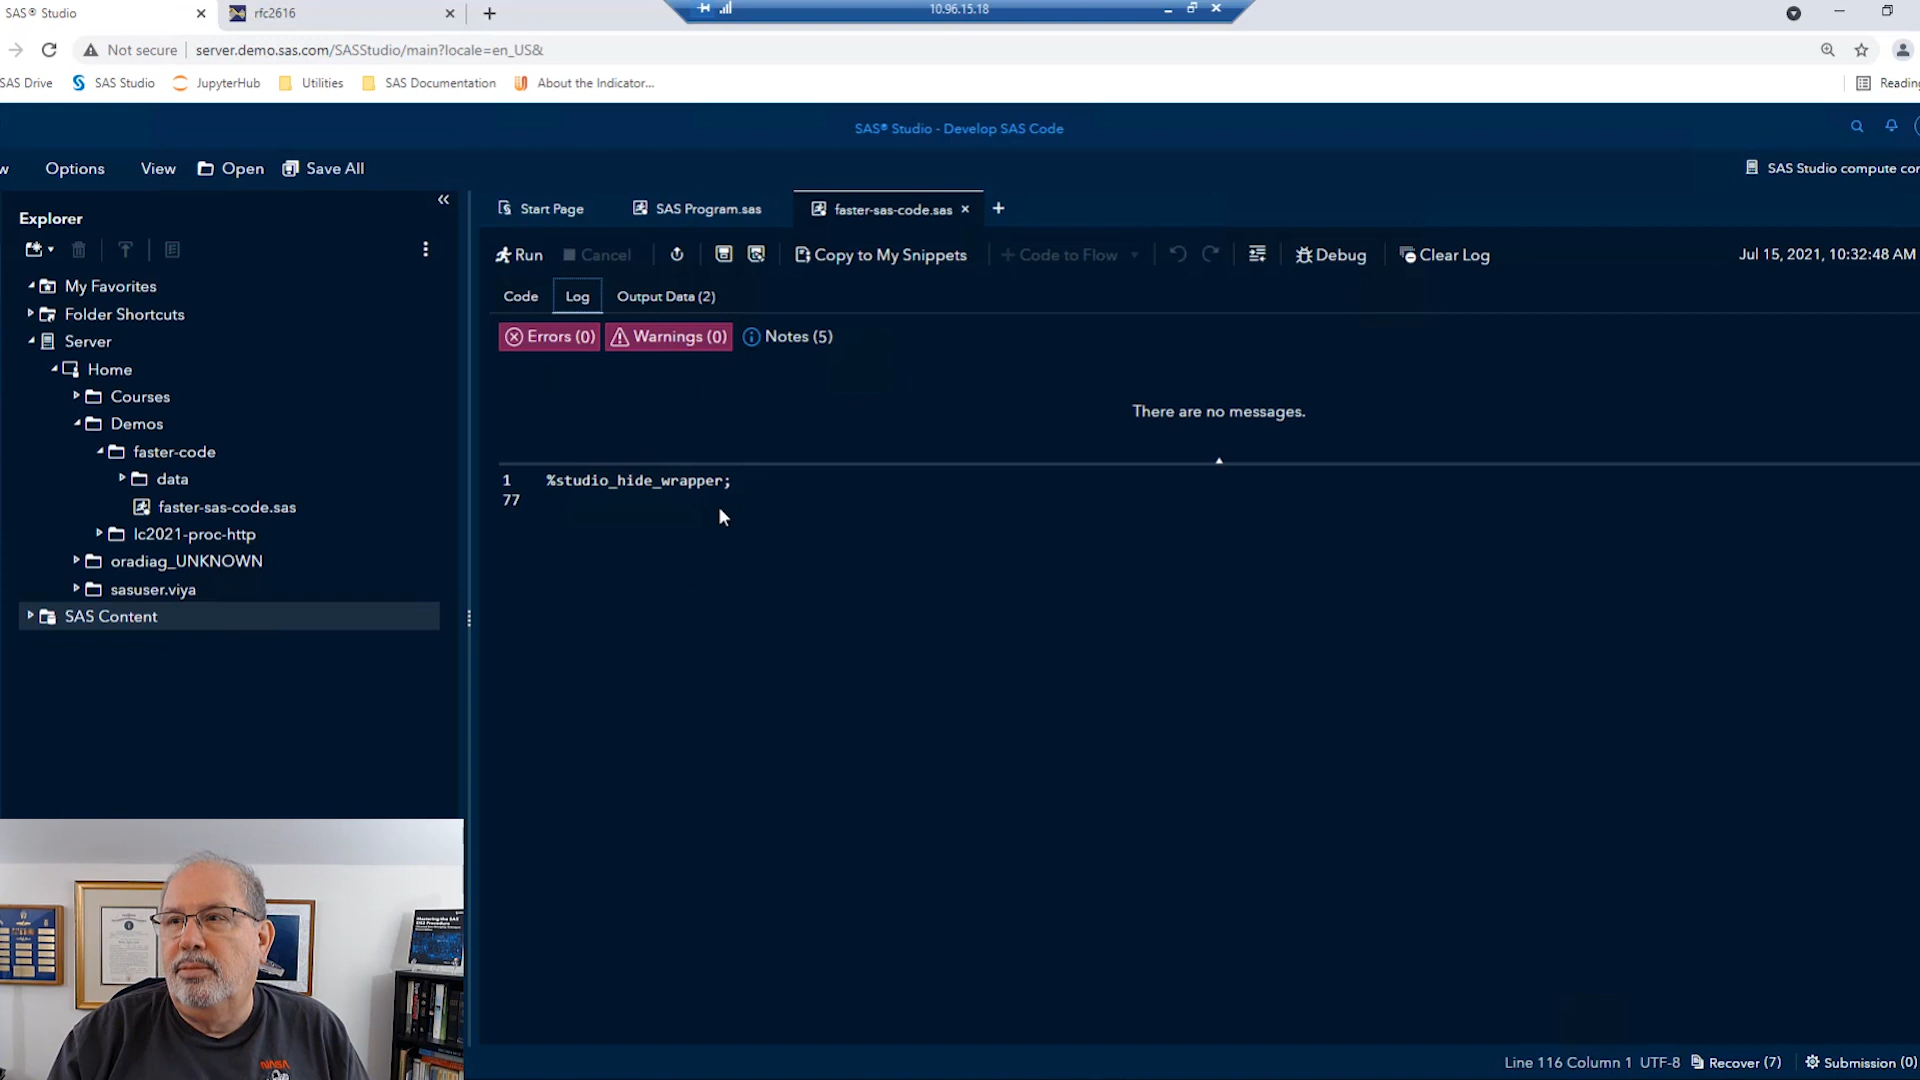 SAS® Studio
rfc2616
10.96.15.18
Not secure
server.demo.sas.com/SASStudio/main?locale=en_US&
SAS Drive
SAS Studio
JupyterHub
Utilities
SAS Documentation
About the Indicator...
Reading
SAS® Studio - Develop SAS Code
w
Options
View
Open
Save All
SAS Studio compute con
Explorer
Start Page
SAS Program.sas
faster-sas-code.sas
Run
Cancel
Copy to My Snippets
Code to Flow
Debug
Clear Log
Jul 15, 2021, 10:32:48 AM
My Favorites
Folder Shortcuts
Server
Home
Courses
Demos
faster-code
data
faster-sas-code.sas
lc2021-proc-http
oradiag_UNKNOWN
sasuser.viya
SAS Content
Code
Log
Output Data (2)
Errors (0)
Warnings (0)
Notes (5)
There are no messages.
1 %studio_hide_wrapper;
77
Mastering the SAS
NASA
Line 116 Column 1
UTF-8
Recover (7)
Submission (0)